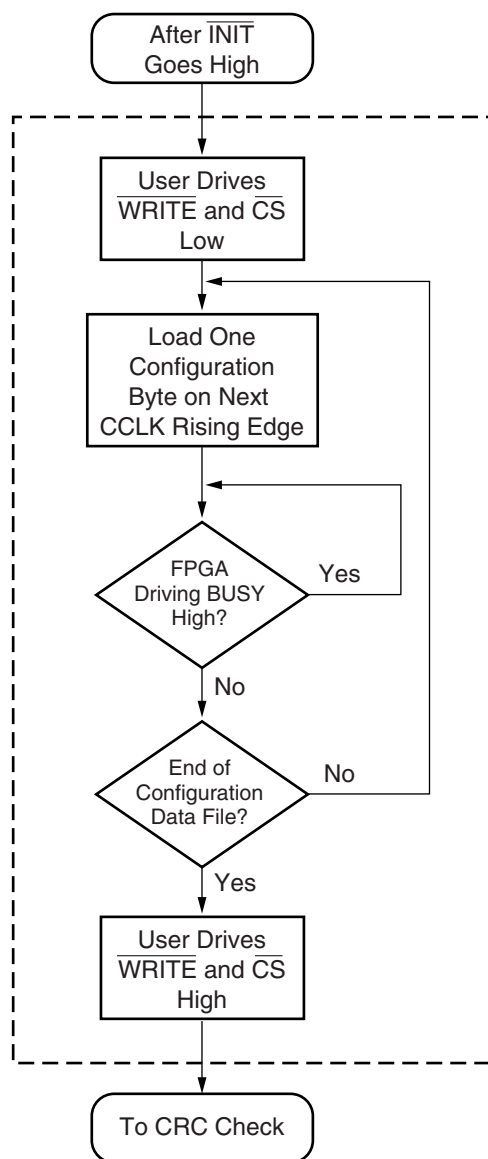 After INIT
Goes High
User Drives
WRITE and CS
Low
Load One
Configuration
Byte on Next
CCLK Rising Edge
FPGA
Driving BUSY
High?
Yes
No
End of
Configuration
Data File?
No
Yes
User Drives
WRITE and CS
High
To CRC Check